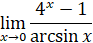 lim x→0 (4^x − 1)/(arcsin x)